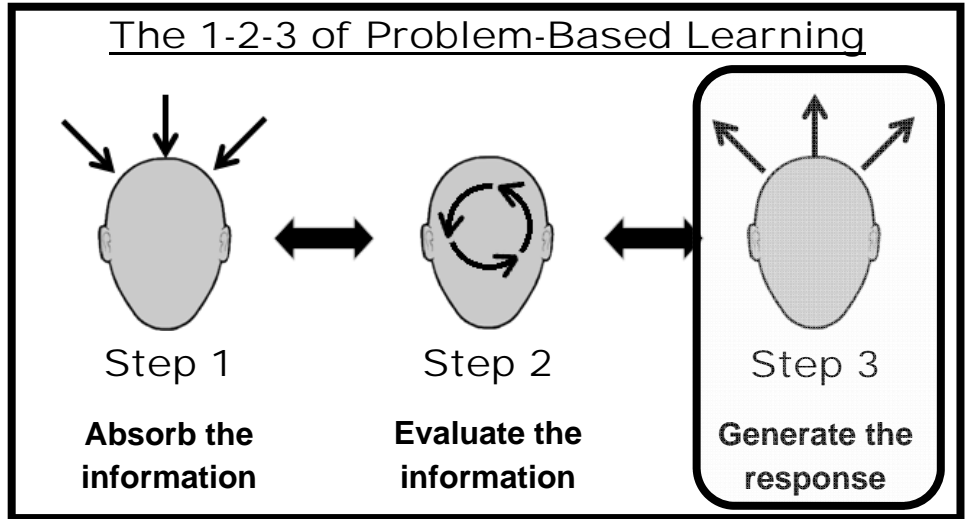 The 1-2-3 of Problem-Based Learning
Step 1
Absorb the
information
Step 2
Evaluate the
information
Step 3
Generate the
response